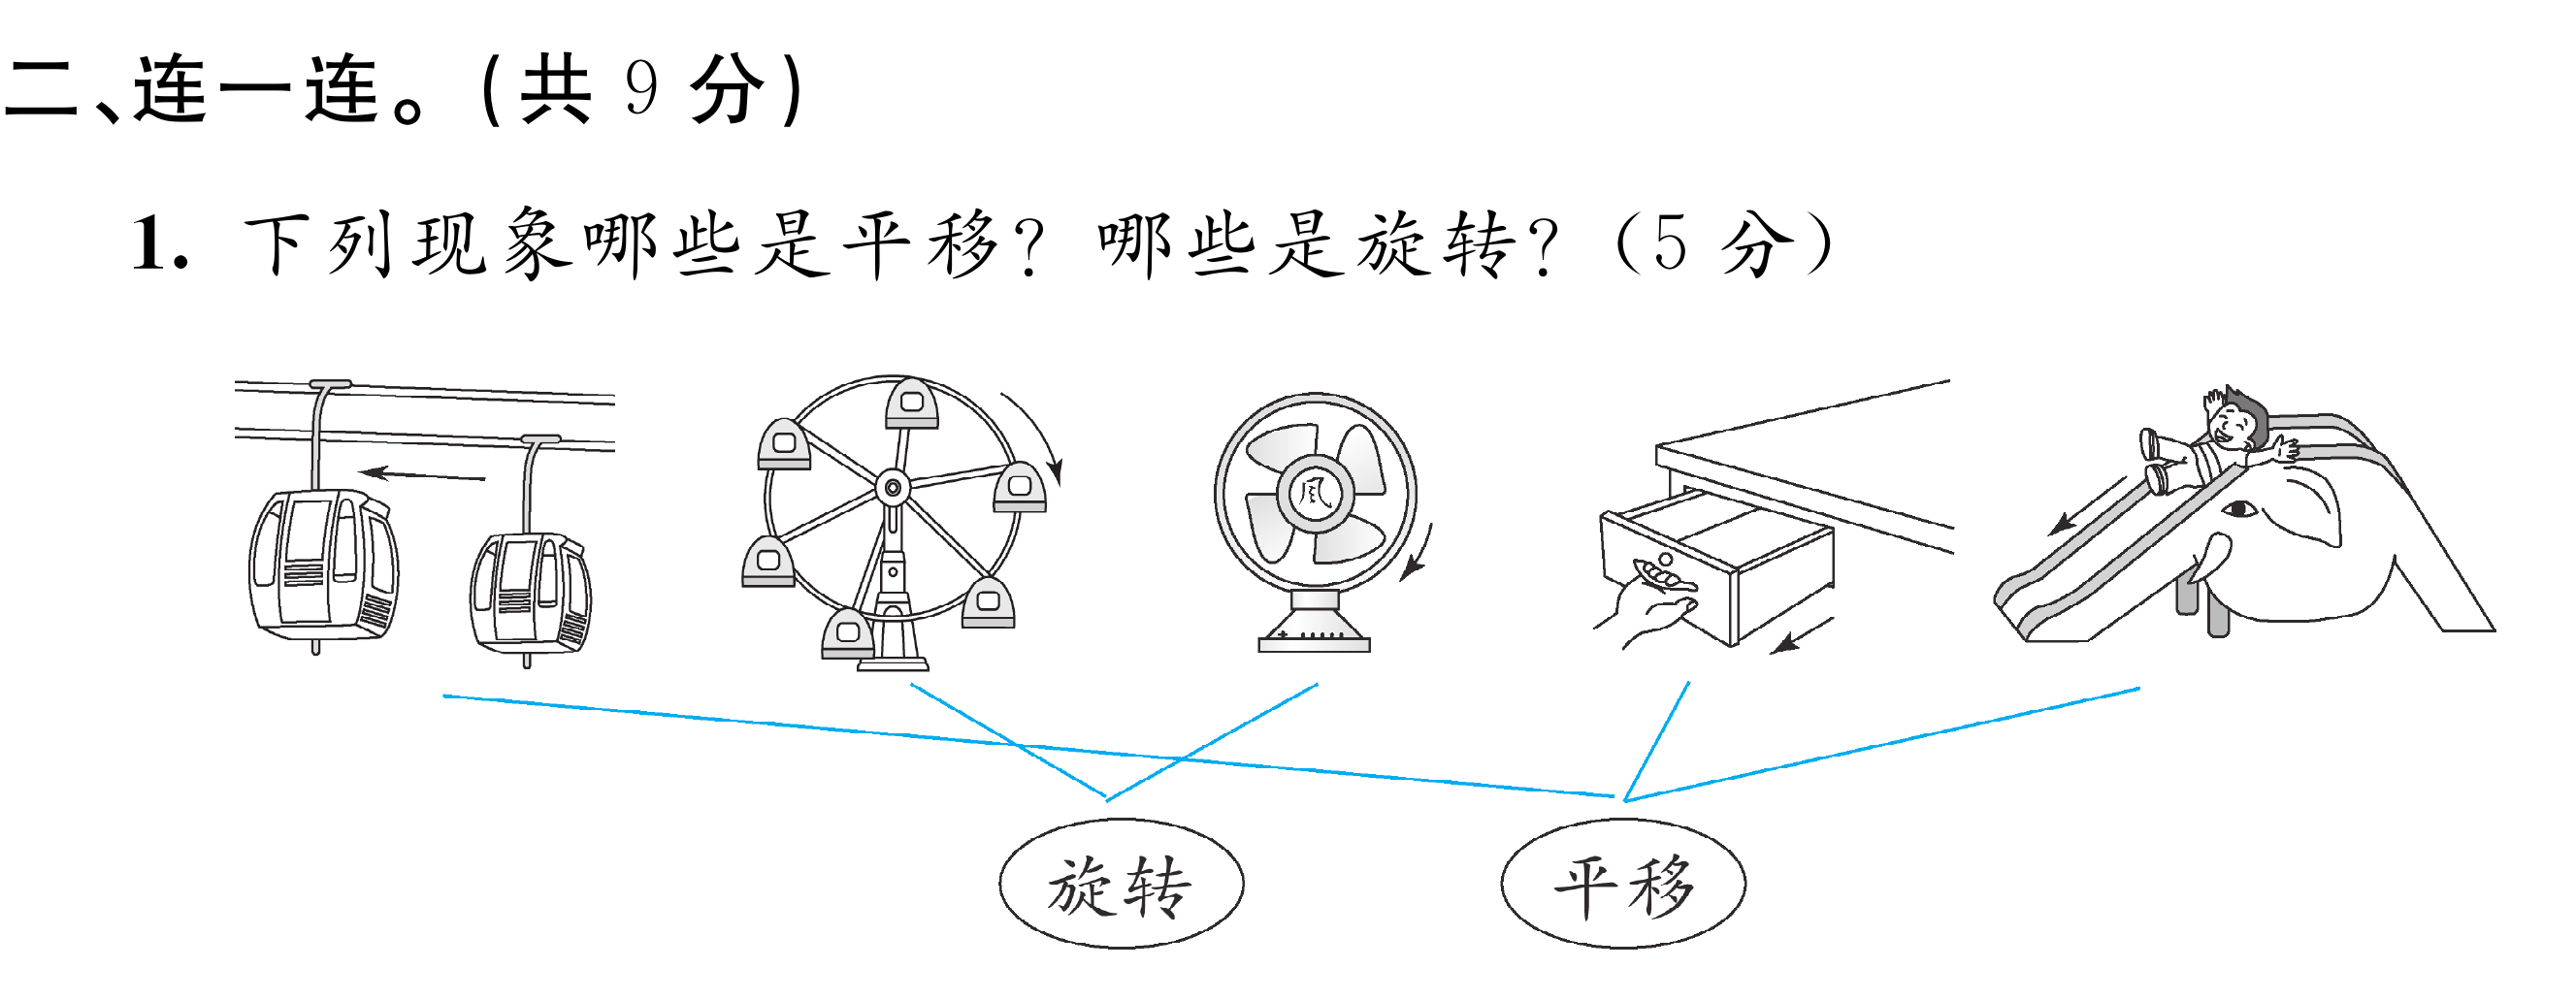 二、连一连。(共 9 分)
1. 下列现象哪些是平移?哪些是旋转?(5 分)
风
旋转 平移